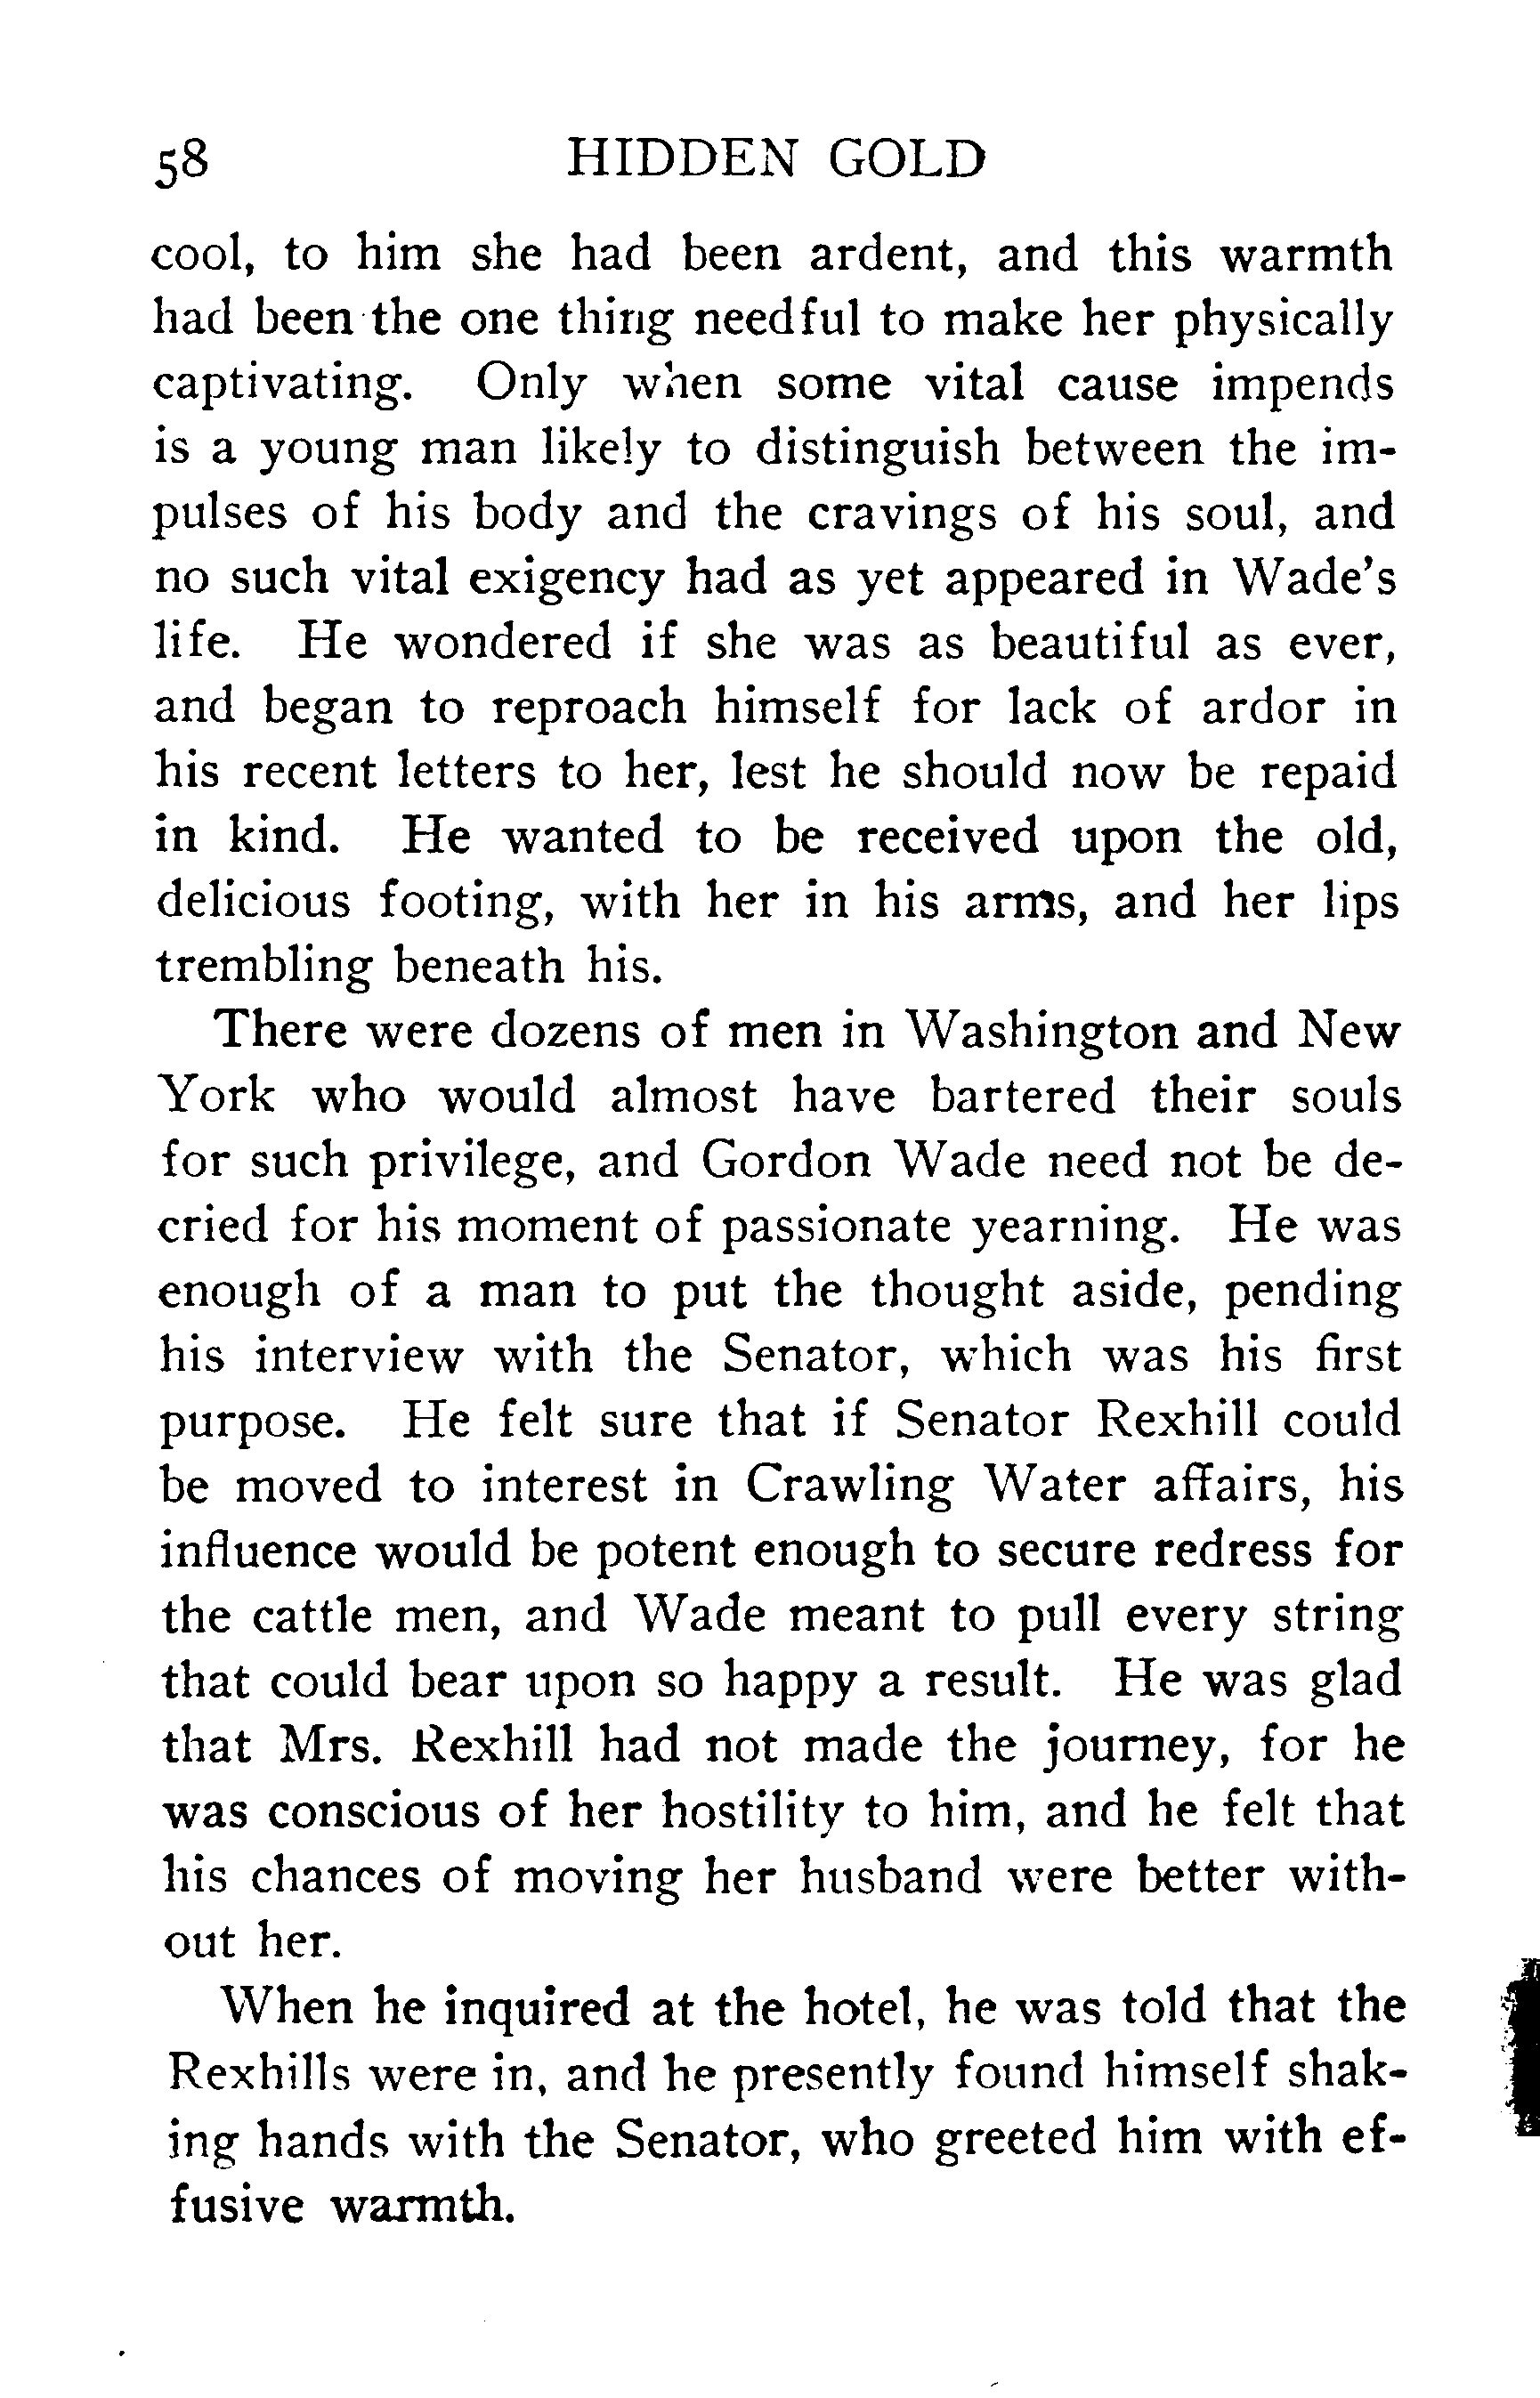 58 HIDDEN GOLD
cool, to him she had been ardent, and this warmth
had been the one thing needful to make her physically
captivating. Only when some vital cause impends
is a young man likely to distinguish between the im-
pulses of his body and the cravings of his soul, and
no such vital exigency had as yet appeared in Wade's
life. He wondered if she was as beautiful as ever,
and began to reproach himself for lack of ardor in
his recent letters to her, lest he should now be repaid
in kind. He wanted to be received upon the old,
delicious footing, with her in his arms, and her lips
trembling beneath his.
There were dozens of men in Washington and New
York who would almost have bartered their souls
for such privilege, and Gordon Wade need not be de-
cried for his moment of passionate yearning. He was
enough of a man to put the thought aside, pending
his interview with the Senator, which was his first
purpose. He felt sure that if Senator Rexhill could
be moved to interest in Crawling Water affairs, his
influence would be potent enough to secure redress for
the cattle men, and Wade meant to pull every string
that could bear upon so happy a result. He was glad
that Mrs. Rexhill had not made the journey, for he
was conscious of her hostility to him, and he felt that
his chances of moving her husband were better with-
out her.
When he inquired at the hotel, he was told that the
Rexhills were in, and he presently found himself shak-
ing hands with the Senator, who greeted him with ef-
fusive warmth.